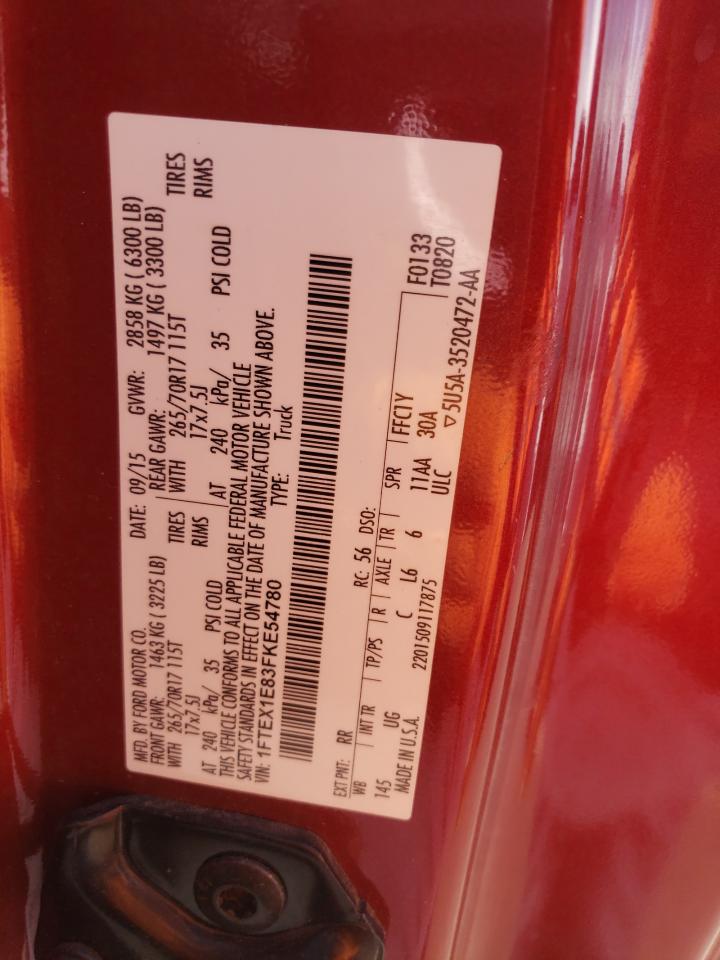 MFD. BY FORD MOTOR CO. DATE: 09/15 GVWR: 2858 KG ( 6300 LB)
FRONT GAWR: 1463 KG ( 3225 LB) REAR GAWR: 1497 KG ( 3300 LB)
WITH 265/70R17 115T TIRES WITH 265/70R17 115T TIRES
17x7.5J RIMS 17x7.5J RIMS
AT 240 kPa/ 35 PSI COLD AT 240 kPa/ 35 PSI COLD
THIS VEHICLE CONFORMS TO ALL APPLICABLE FEDERAL MOTOR VEHICLE
SAFETY STANDARDS IN EFFECT ON THE DATE OF MANUFACTURE SHOWN ABOVE.
VIN: 1FTEX1E83FKE54780 TYPE: Truck
EXT PNT: RR RC: 56 DSO: F0133
WB INT TR TP/PS R AXLE TR SPR FFCTY T0820
145 UG C L6 6 11AA 30A
MADE IN U.S.A. 2201509117875 ULC ▽5U5A-3520472-AA